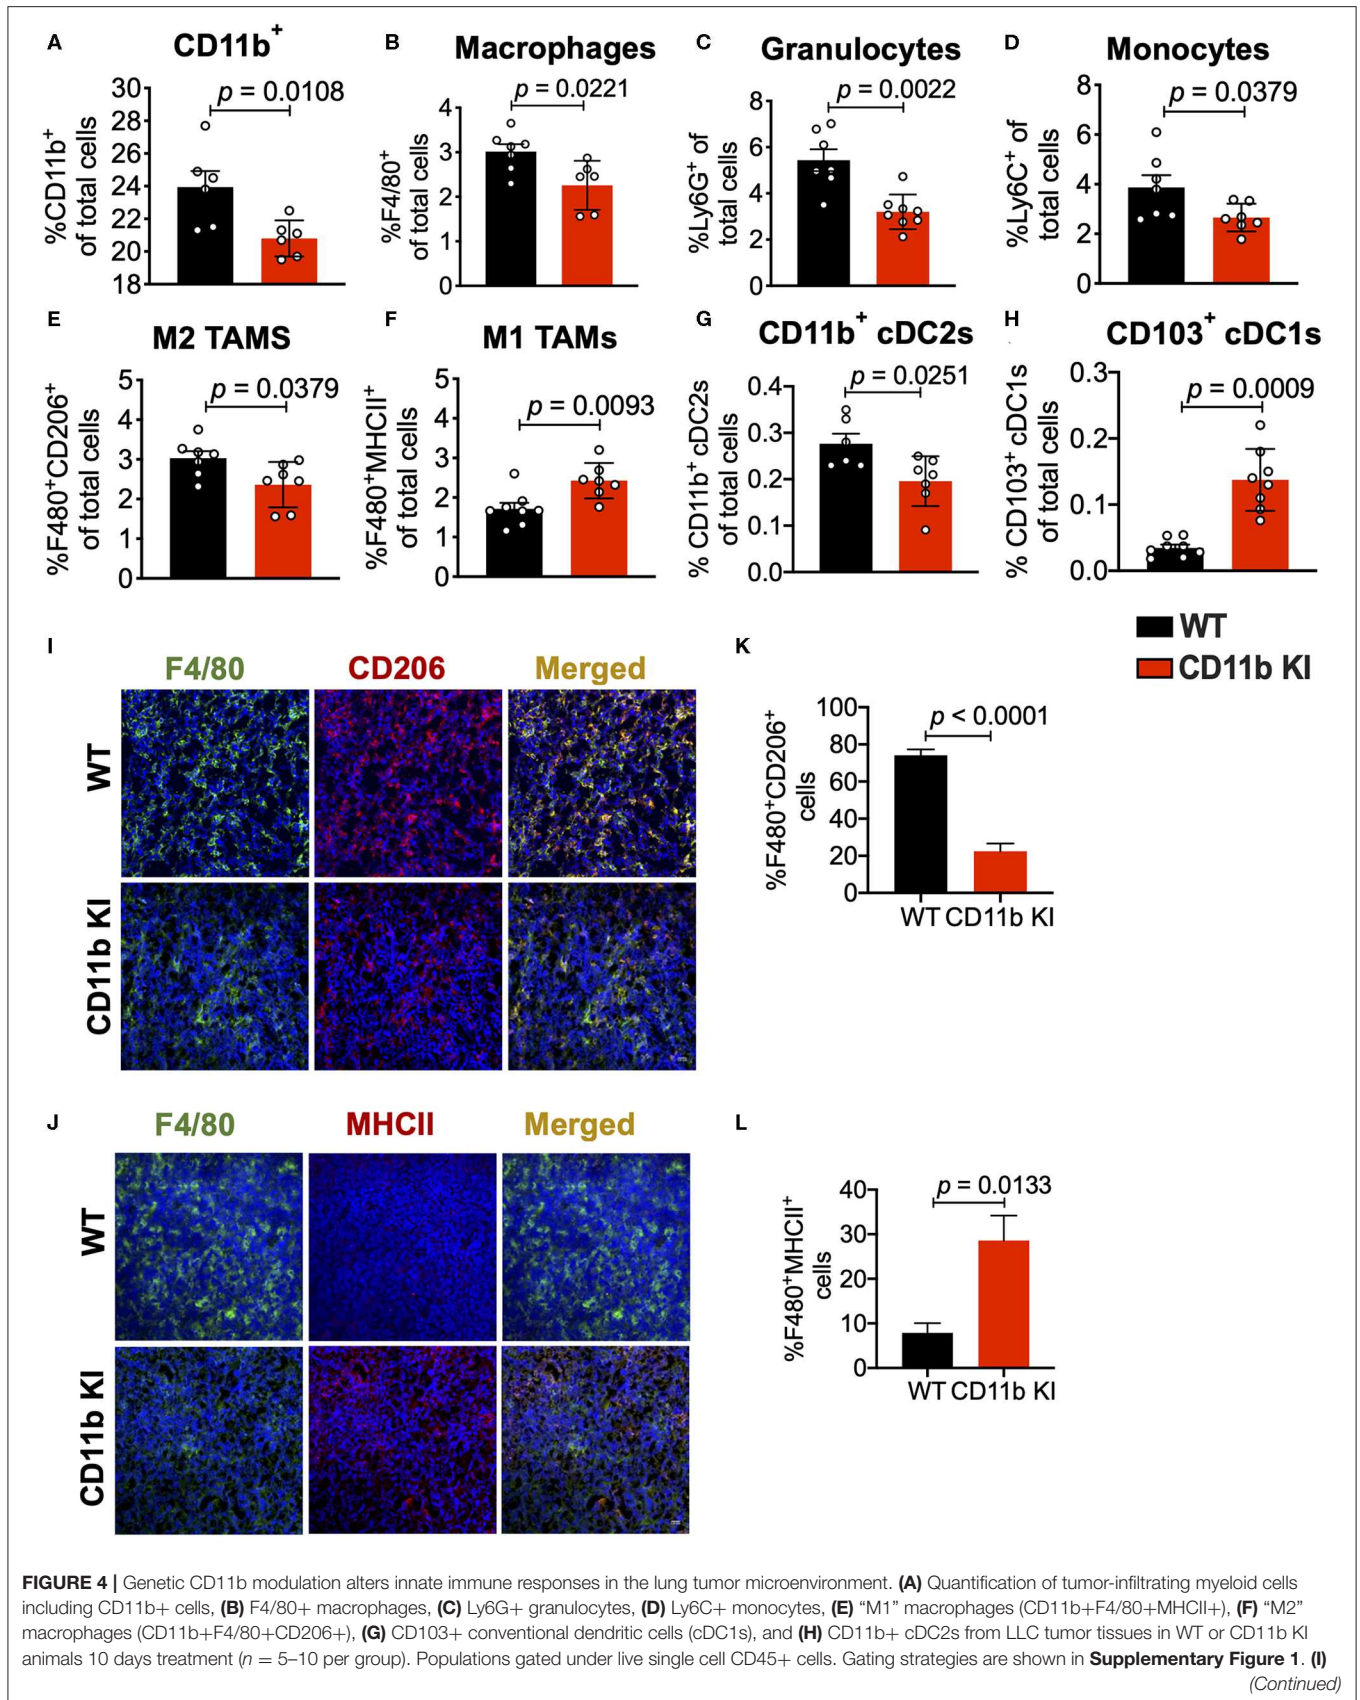 A
CD11b+
p = 0.0108
30
28
26
24
22
20
18
%CD11b+
of total cells
B
Macrophages
p = 0.0221
4
3
2
1
0
%F4/80+
of total cells
C
Granulocytes
p = 0.0022
8
6
4
2
0
%Ly6G+ of
total cells
D
Monocytes
p = 0.0379
8
6
4
2
0
%Ly6C+ of
total cells
E
M2 TAMS
p = 0.0379
5
4
3
2
1
0
%F480+CD206+
of total cells
F
M1 TAMs
p = 0.0093
5
4
3
2
1
0
%F480+MHCII+
of total cells
G
CD11b+ cDC2s
p = 0.0251
0.4
0.3
0.2
0.1
0.0
% CD11b+ cDC2s
of total cells
H
CD103+ cDC1s
p = 0.0009
0.3
0.2
0.1
0.0
% CD103+ cDC1s
of total cells
WT
CD11b KI
I
F4/80 CD206 Merged
WT
CD11b KI
K
p < 0.0001
100
80
60
40
20
0
%F480+CD206+
cells
WT CD11b KI
J
F4/80 MHCII Merged
WT
CD11b KI
L
p = 0.0133
40
30
20
10
0
%F480+MHCII+
cells
WT CD11b KI
FIGURE 4 | Genetic CD11b modulation alters innate immune responses in the lung tumor microenvironment. (A) Quantification of tumor-infiltrating myeloid cells
including CD11b+ cells, (B) F4/80+ macrophages, (C) Ly6G+ granulocytes, (D) Ly6C+ monocytes, (E) “M1” macrophages (CD11b+F4/80+MHCII+), (F) “M2”
macrophages (CD11b+F4/80+CD206+), (G) CD103+ conventional dendritic cells (cDC1s), and (H) CD11b+ cDC2s from LLC tumor tissues in WT or CD11b KI
animals 10 days treatment (n = 5–10 per group). Populations gated under live single cell CD45+ cells. Gating strategies are shown in Supplementary Figure 1. (I)
(Continued)